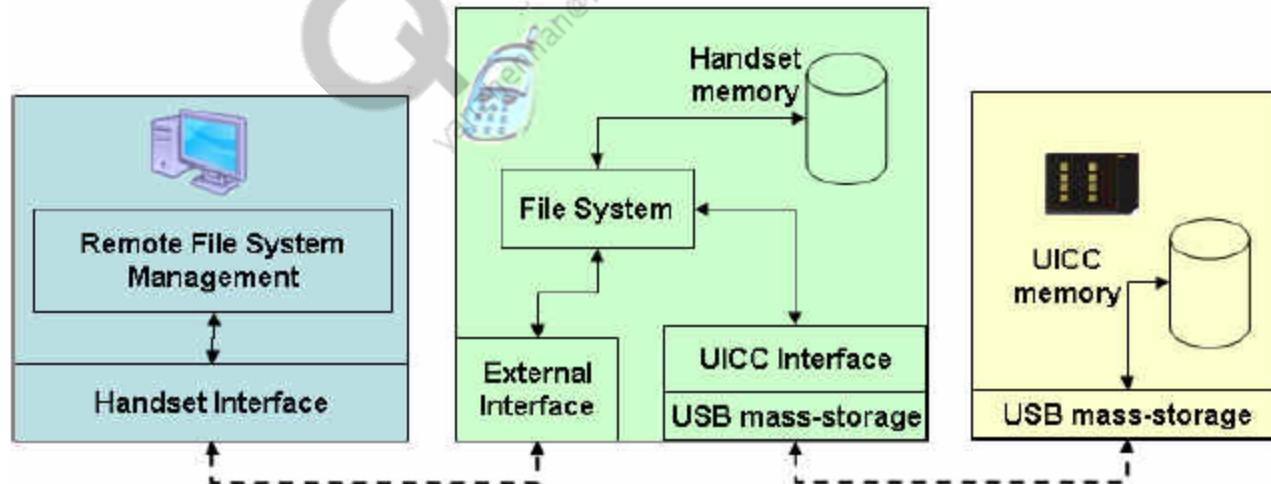 Remote File System
Management
Handset Interface
Handset
memory
File System
External
Interface
UICC Interface
USB mass-storage
UICC
memory
USB mass-storage